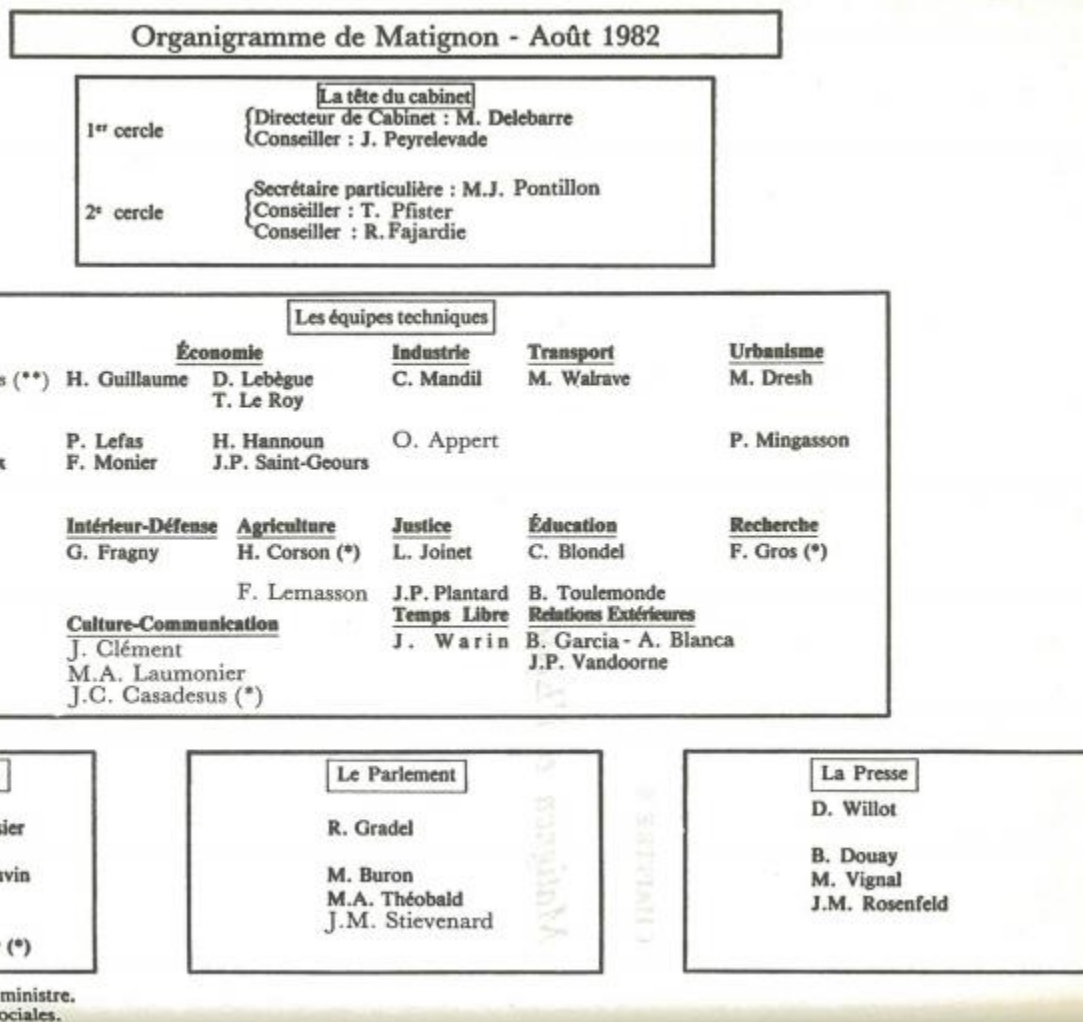 Organigramme de Matignon - Août 1982
La tête du cabinet
1er cercle
Directeur de Cabinet : M. Delebarre
Conseiller : J. Peyrelevade
2e cercle
Secrétaire particulière : M.J. Pontillon
Conseiller : T. Pfister
Conseiller : R. Fajardie
Les équipes techniques
Économie Industrie Transport Urbanisme
(**) H. Guillaume D. Lebègue C. Mandil M. Walrave M. Dresh
T. Le Roy
P. Lefas H. Hannoun O. Appert P. Mingasson
F. Monier J.P. Saint-Geours
Intérieur-Défense Agriculture Justice Éducation Recherche
G. Fragny H. Corson (*) L. Joinet C. Blondel F. Gros (*)
F. Lemasson J.P. Plantard B. Toulemonde
Culture-Communication Temps Libre Relations Extérieures
J. Clément J. Warin B. Garcia - A. Blanca
M.A. Laumonier J.P. Vandoorne
J.C. Casadesus (*)
(*)
Le Parlement
R. Gradel
M. Buron
M.A. Théobald
J.M. Stievenard
La Presse
D. Willot
B. Douay
M. Vignal
J.M. Rosenfeld
ministre.
ociales.